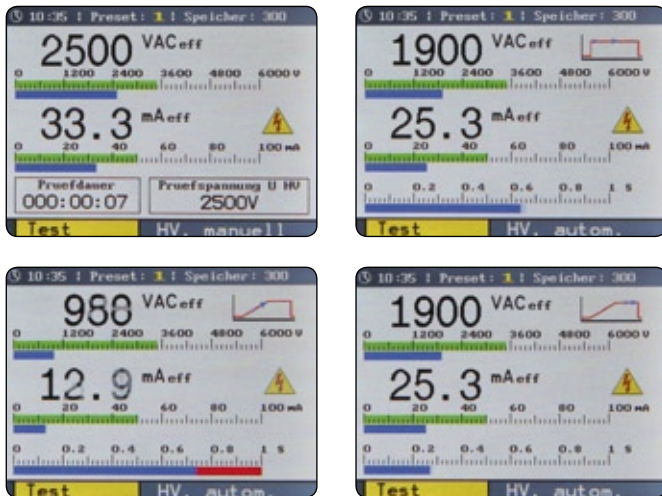 10:35 | Preset: 1 | Speicher: 300
2500 VACeff
0 1200 2400 3600 4800 6000 V
33.3 mAeff
0 20 40 60 80 100 mA
Pruefdauer
000:00:07
Pruefspannung U HV
2500V
Test HV. manuell
10:35 | Preset: 1 | Speicher: 300
1900 VACeff
0 1200 2400 3600 4800 6000 V
25.3 mAeff
0 20 40 60 80 100 mA
0 0.2 0.4 0.6 0.8 1 S
Test HV. autom.
10:35 | Preset: 1 | Speicher: 300
980 VACeff
0 1200 2400 3600 4800 6000 V
12.9 mAeff
0 20 40 60 80 100 mA
0 0.2 0.4 0.6 0.8 1 S
Test HV. autom.
10:35 | Preset: 1 | Speicher: 300
1900 VACeff
0 1200 2400 3600 4800 6000 V
25.3 mAeff
0 20 40 60 80 100 mA
0 0.2 0.4 0.6 0.8 1 S
Test HV. autom.